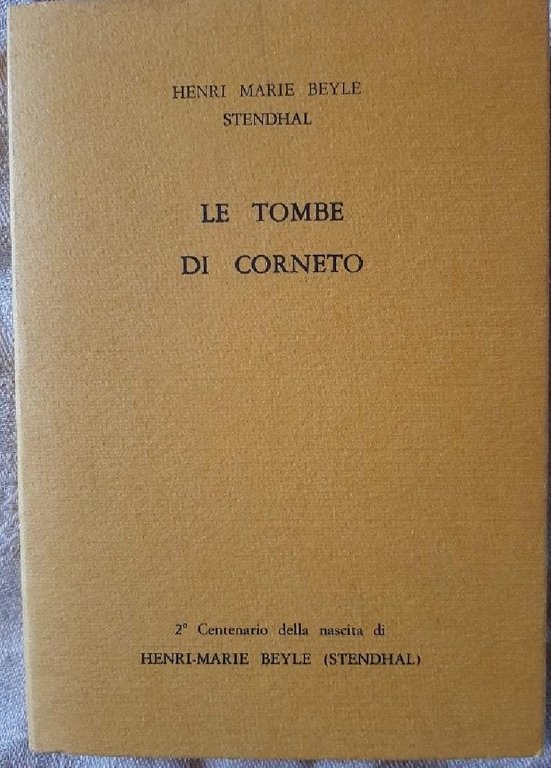 HENRI MARIE BEYLE
STENDHAL
LE TOMBE
DI CORNETO
2° Centenario della nascita di
HENRI-MARIE BEYLE (STENDHAL)